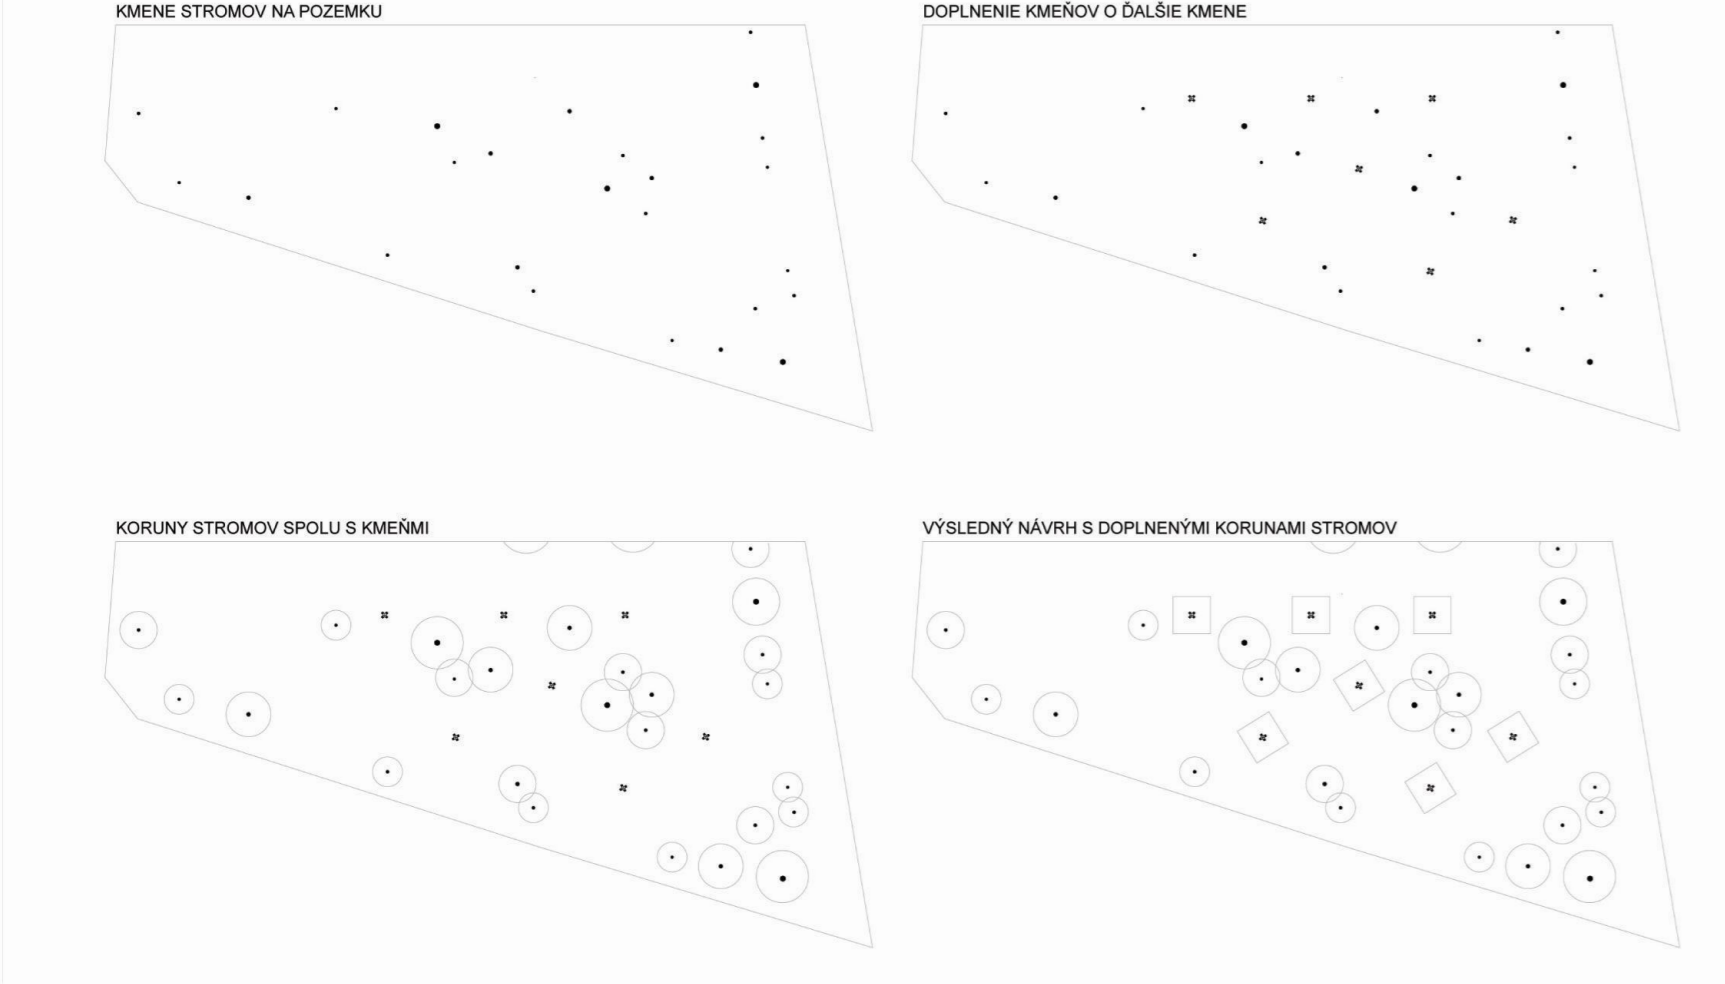 KMENE STROMOV NA POZEMKU
DOPLNENIE KMEŇOV O ĎALŠIE KMENE
KORUNY STROMOV SPOLU S KMEŇMI
VÝSLEDNÝ NÁVRH S DOPLNENÝMI KORUNAMI STROMOV